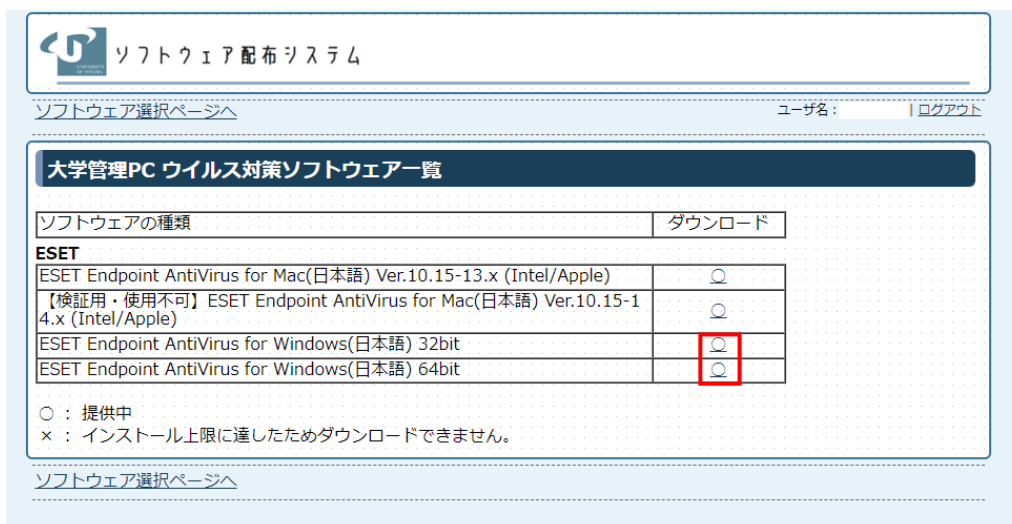 UNIVERSITY
OF TOYAMA
ソフトウェア配布システム
ソフトウェア選択ページへ
ユーザ名： | ログアウト
大学管理PC ウイルス対策ソフトウェア一覧
ソフトウェアの種類 ダウンロード
ESET
ESET Endpoint AntiVirus for Mac(日本語) Ver.10.15-13.x (Intel/Apple) ○
【検証用・使用不可】ESET Endpoint AntiVirus for Mac(日本語) Ver.10.15-1
4.x (Intel/Apple) ○
ESET Endpoint AntiVirus for Windows(日本語) 32bit ○
ESET Endpoint AntiVirus for Windows(日本語) 64bit ○
○ ： 提供中
× ： インストール上限に達したためダウンロードできません。
ソフトウェア選択ページへ